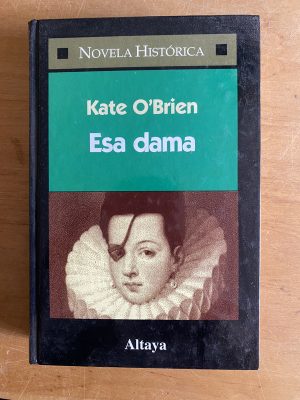 NOVELA HISTÓRICA
Kate O'Brien
Esa dama
Altaya